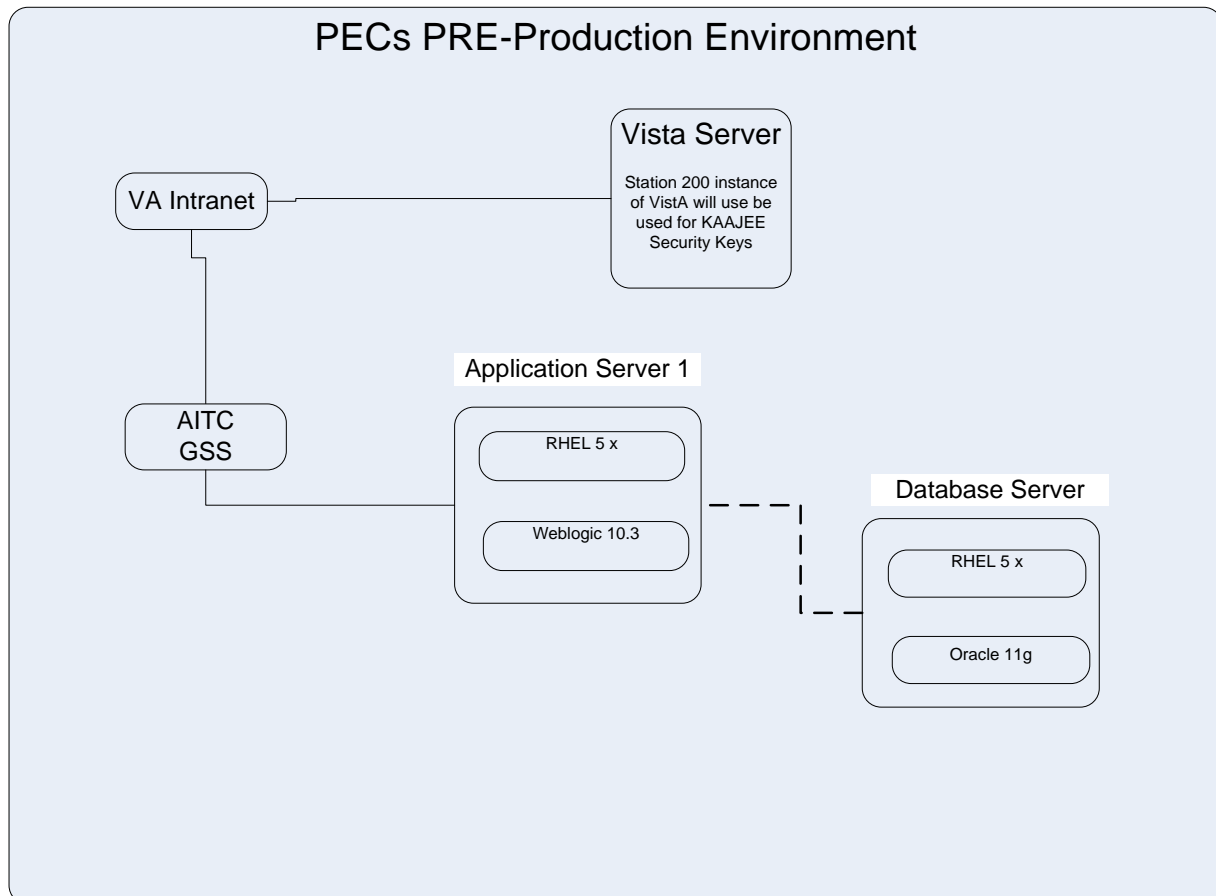 PECs PRE-Production Environment
Vista Server
Station 200 instance
of VistA will use be
used for KAAJEE
Security Keys
VA Intranet
Application Server 1
AITC
GSS
RHEL 5 x
Weblogic 10.3
Database Server
RHEL 5 x
Oracle 11g